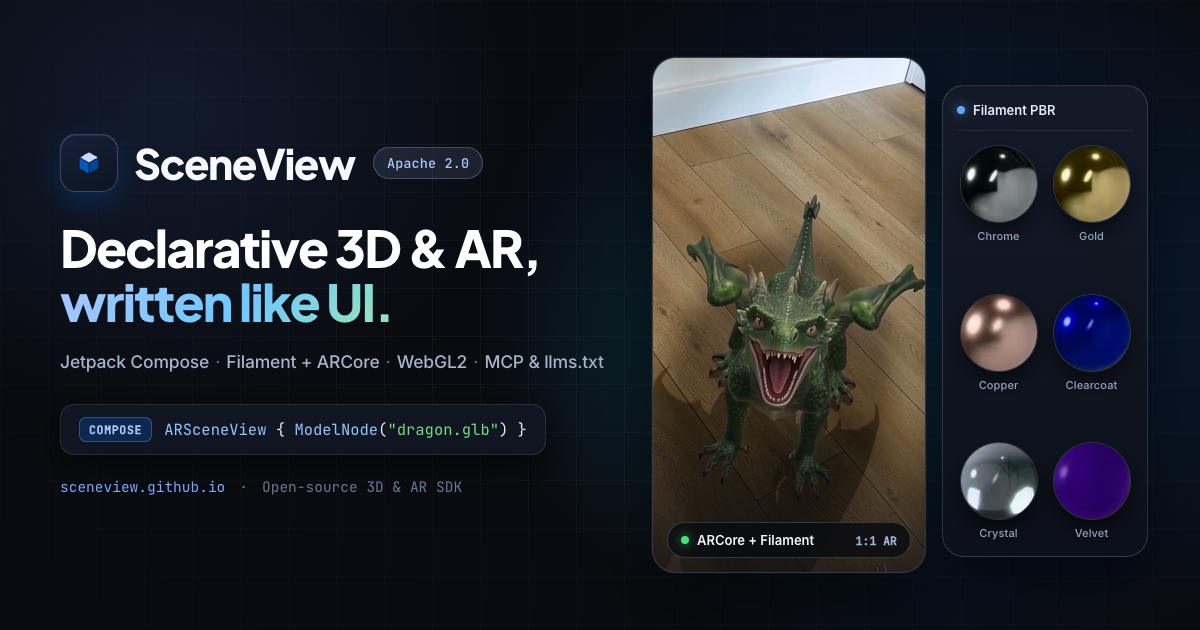 SceneView
Apache 2.0
Declarative 3D & AR,
written like UI.
Jetpack Compose · Filament + ARCore · WebGL2 · MCP & llms.txt
COMPOSE ARSceneView { ModelNode("dragon.glb") }
sceneview.github.io · Open-source 3D & AR SDK
ARCore + Filament 1:1 AR
Filament PBR
Chrome Gold
Copper Clearcoat
Crystal Velvet